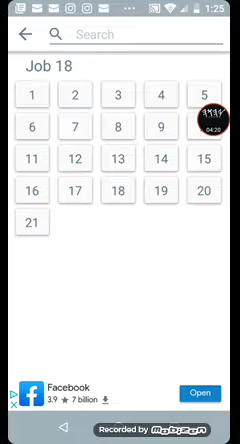 1:25
Search
Job 18
1 2 3 4 5
6 7 8 9
04:20
11 12 13 14 15
16 17 18 19 20
21
Facebook
3.9 ★ 7 billion
Open
Recorded by Mobizen